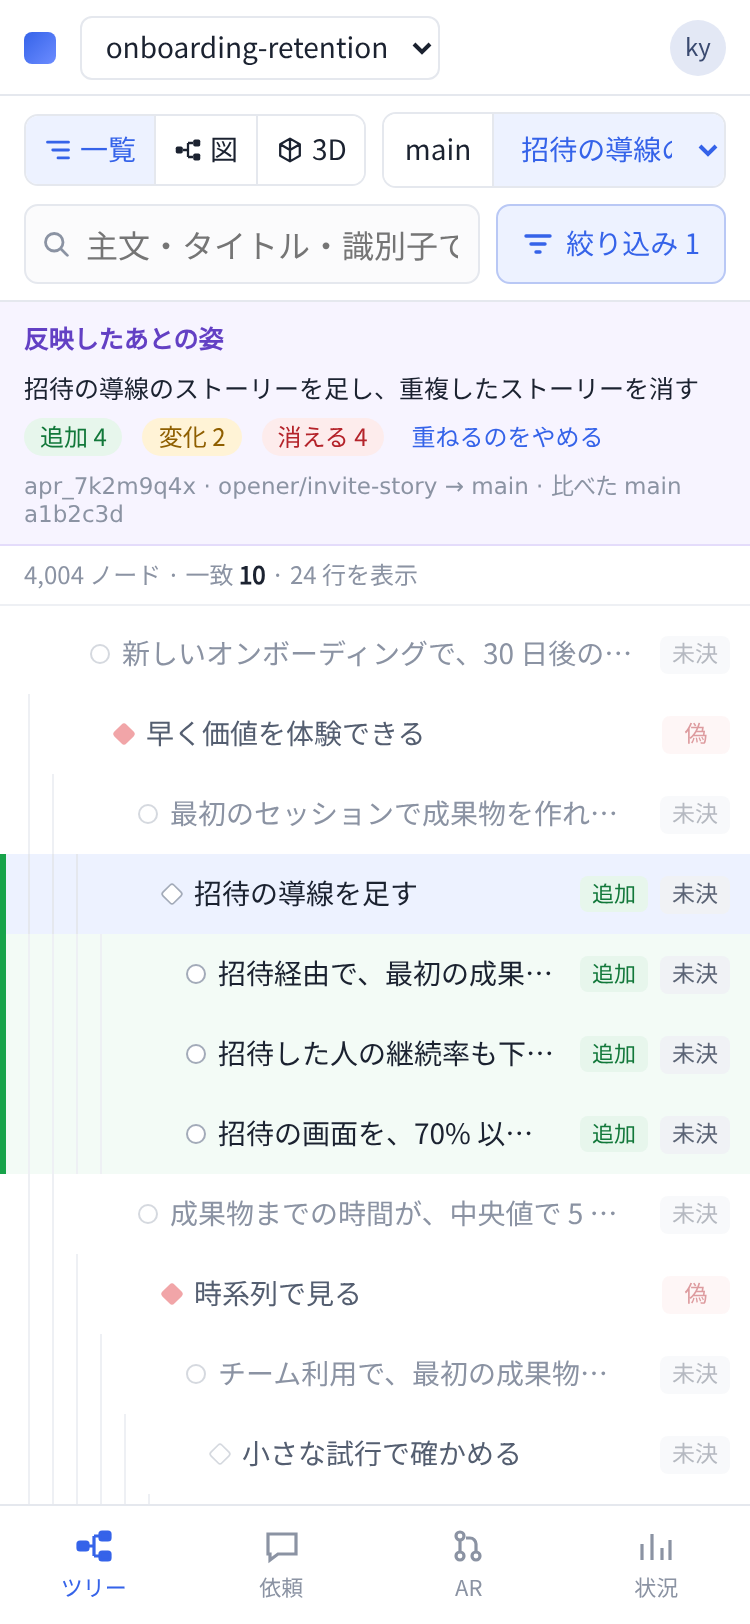 onboarding-retention
ky
一覧
図
3D
main
招待の導線の
主文・タイトル・識別子で
絞り込み 1
反映したあとの姿
招待の導線のストーリーを足し、重複したストーリーを消す
追加 4
変化 2
消える 4
重ねるのをやめる
apr_7k2m9q4x · opener/invite-story → main · 比べた main
a1b2c3d
4,004 ノード · 一致 10 · 24 行を表示
新しいオンボーディングで、30 日後の… 未決
早く価値を体験できる 偽
最初のセッションで成果物を作れ… 未決
招待の導線を足す 追加 未決
招待経由で、最初の成果… 追加 未決
招待した人の継続率も下… 追加 未決
招待の画面を、70% 以… 追加 未決
成果物までの時間が、中央値で 5 … 未決
時系列で見る 偽
チーム利用で、最初の成果物… 未決
小さな試行で確かめる 未決
ツリー
依頼
AR
状況